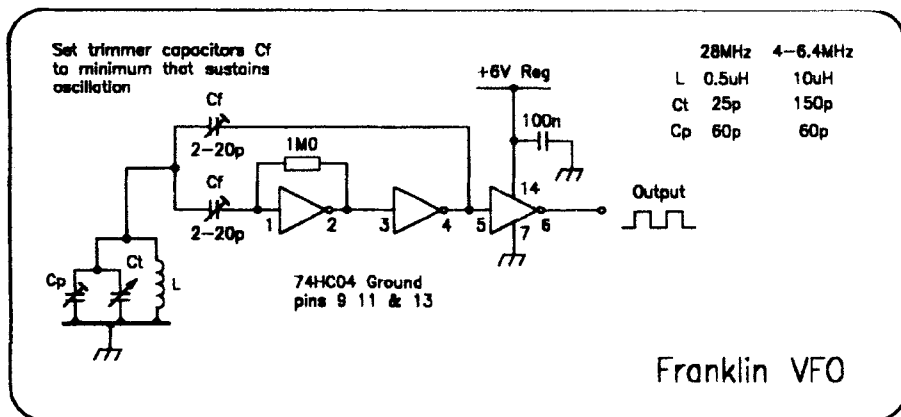 Set trimmer capacitors Cf
to minimum that sustains
oscillation
28MHz 4-6.4MHz
L 0.5uH 10uH
Ct 25p 150p
Cp 60p 60p
+6V Reg
Cf
2-20p
100n
1M0
Cf
2-20p
1 2 3 4 5 14 7 6
Output
Cp Ct L
74HC04 Ground
pins 9 11 & 13
Franklin VFO